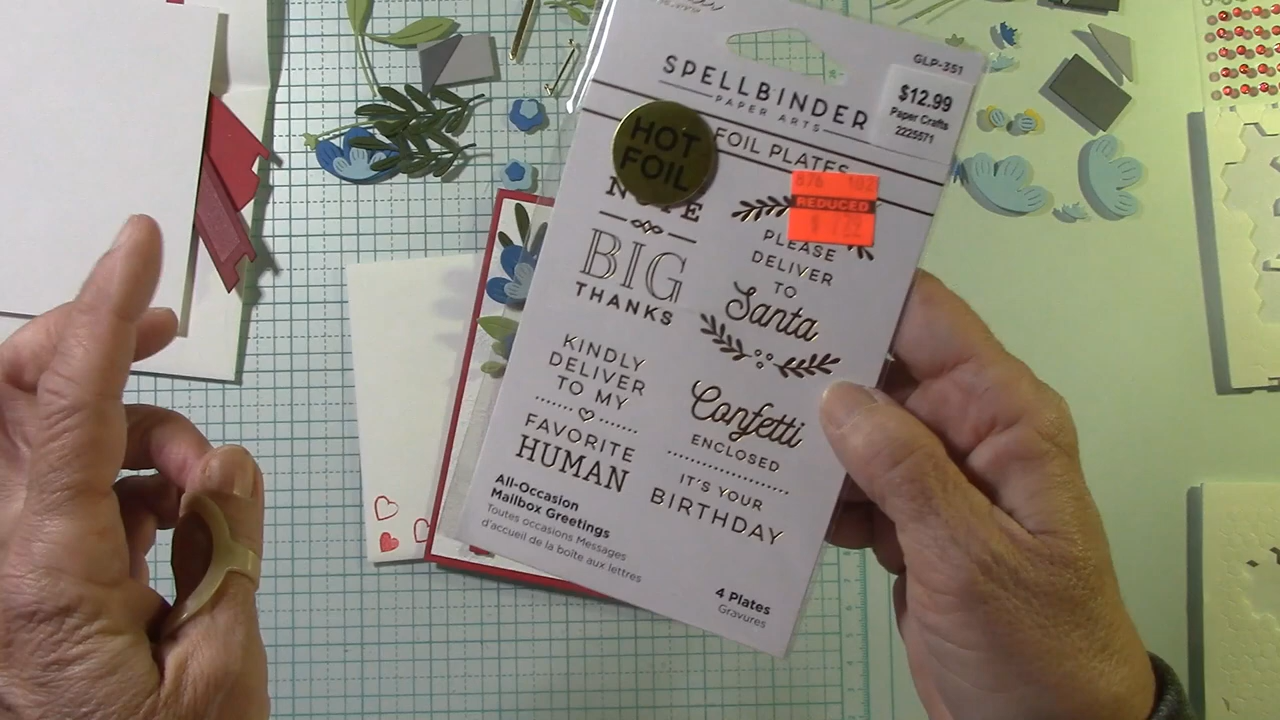 GLP-351
SPELLBINDER
PAPER ARTS
$12.99
Paper Crafts
2225571
HOT
FOIL
FOIL PLATES
REDUCED
NOTE
BIG
THANKS
PLEASE
DELIVER
TO
Santa
KINDLY
DELIVER
TO MY
FAVORITE
HUMAN
Confetti
ENCLOSED
IT'S YOUR
BIRTHDAY
All-Occasion
Mailbox Greetings
Toutes occasions Messages
d'accueil de la boîte aux lettres
4 Plates
Gravures